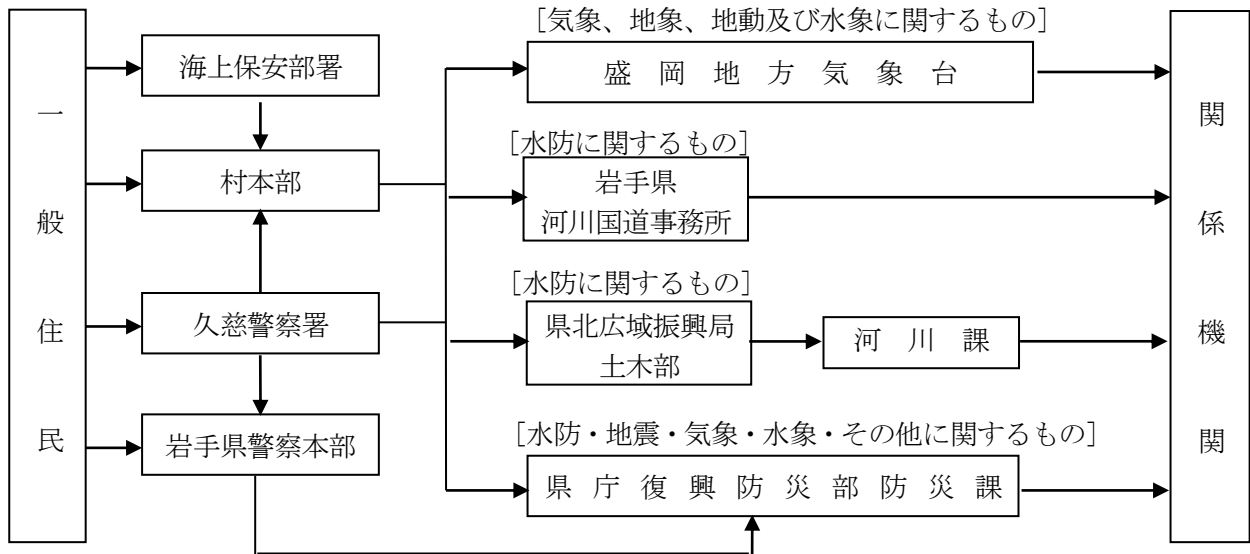 一般住民
海上保安部署
村本部
久慈警察署
岩手県警察本部
［気象、地象、地動及び水象に関するもの］
盛岡地方気象台
［水防に関するもの］
岩手県
河川国道事務所
［水防に関するもの］
県北広域振興局
土木部
河川課
［水防・地震・気象・水象・その他に関するもの］
県庁復興防災部防災課
関係機関